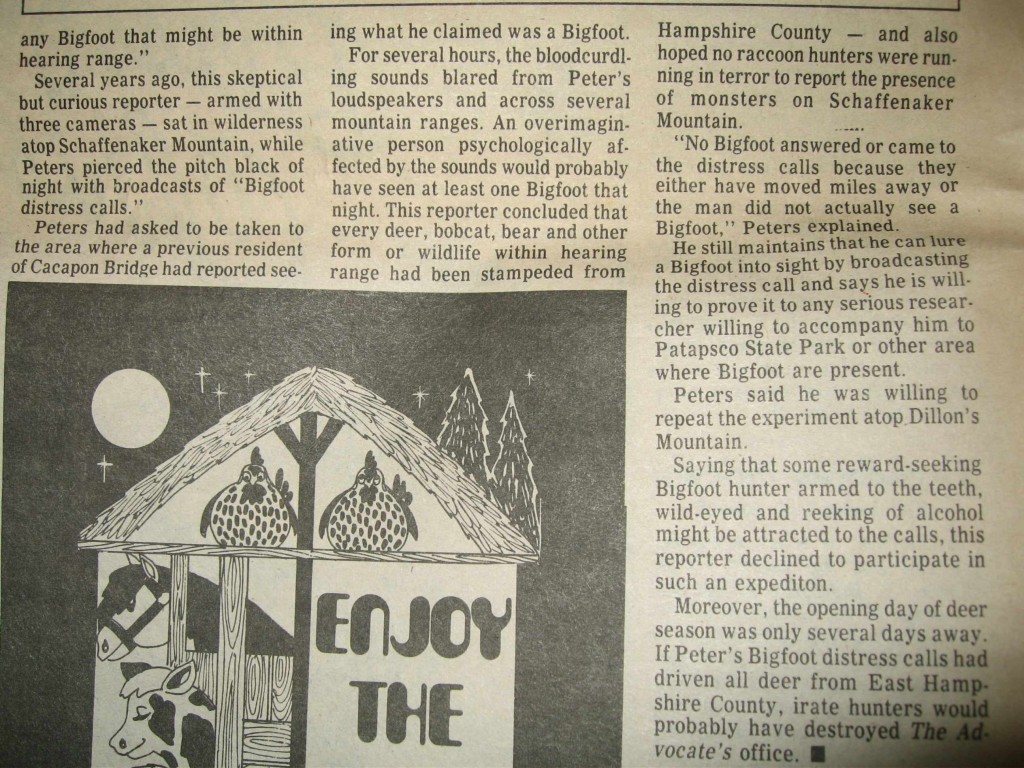 any Bigfoot that might be within
hearing range."
Several years ago, this skeptical
but curious reporter — armed with
three cameras — sat in wilderness
atop Schaffenaker Mountain, while
Peters pierced the pitch black of
night with broadcasts of "Bigfoot
distress calls."
Peters had asked to be taken to
the area where a previous resident
of Cacapon Bridge had reported see-
ing what he claimed was a Bigfoot.
For several hours, the bloodcurdl-
ing sounds blared from Peter's
loudspeakers and across several
mountain ranges. An overimagin-
ative person psychologically af-
fected by the sounds would probably
have seen at least one Bigfoot that
night. This reporter concluded that
every deer, bobcat, bear and other
form or wildlife within hearing
range had been stampeded from
Hampshire County — and also
hoped no raccoon hunters were run-
ning in terror to report the presence
of monsters on Schaffenaker
Mountain.
"No Bigfoot answered or came to
the distress calls because they
either have moved miles away or
the man did not actually see a
Bigfoot," Peters explained.
He still maintains that he can lure
a Bigfoot into sight by broadcasting
the distress call and says he is will-
ing to prove it to any serious resear-
cher willing to accompany him to
Patapsco State Park or other area
where Bigfoot are present.
Peters said he was willing to
repeat the experiment atop Dillon's
Mountain.
Saying that some reward-seeking
Bigfoot hunter armed to the teeth,
wild-eyed and reeking of alcohol
might be attracted to the calls, this
reporter declined to participate in
such an expediton.
Moreover, the opening day of deer
season was only several days away.
If Peter's Bigfoot distress calls had
driven all deer from East Hamp-
shire County, irate hunters would
probably have destroyed The Ad-
vocate's office. ■
ENJOY
THE